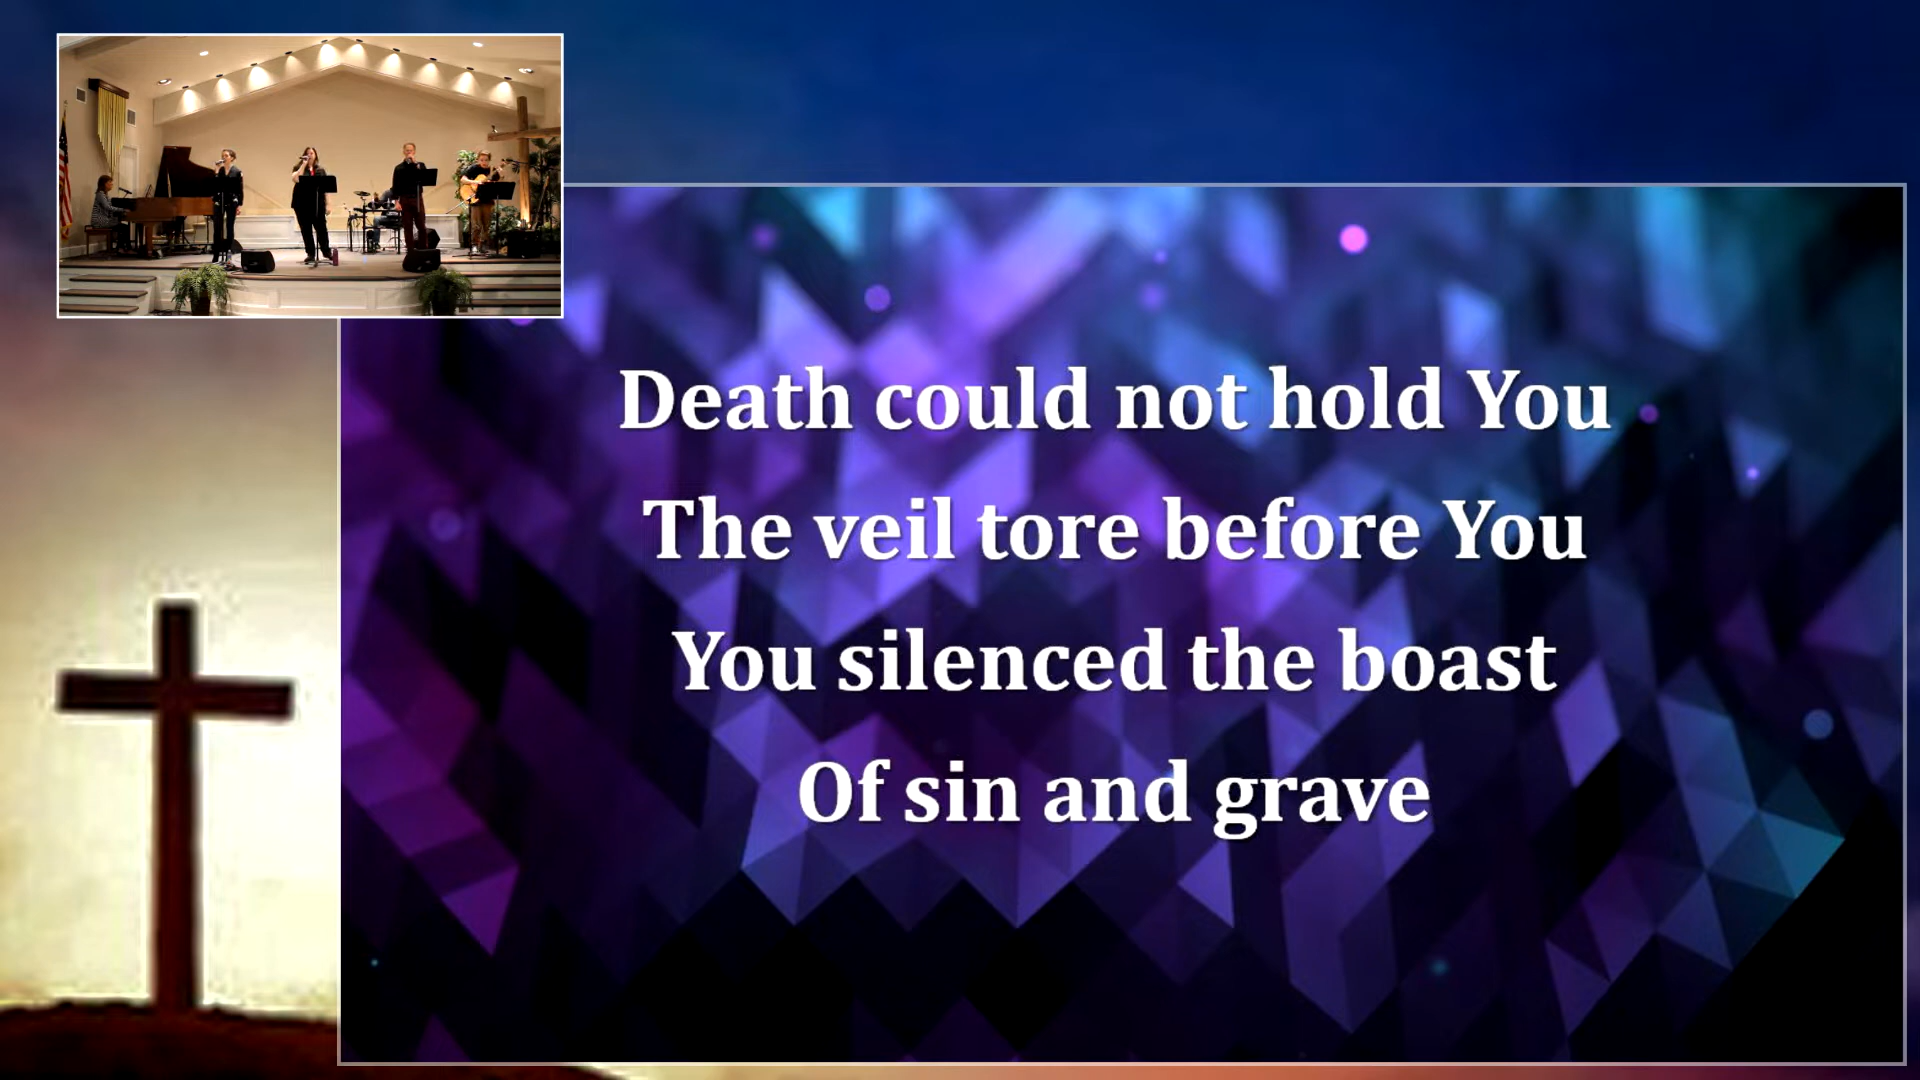 Death could not hold You
The veil tore before You
You silenced the boast
Of sin and grave